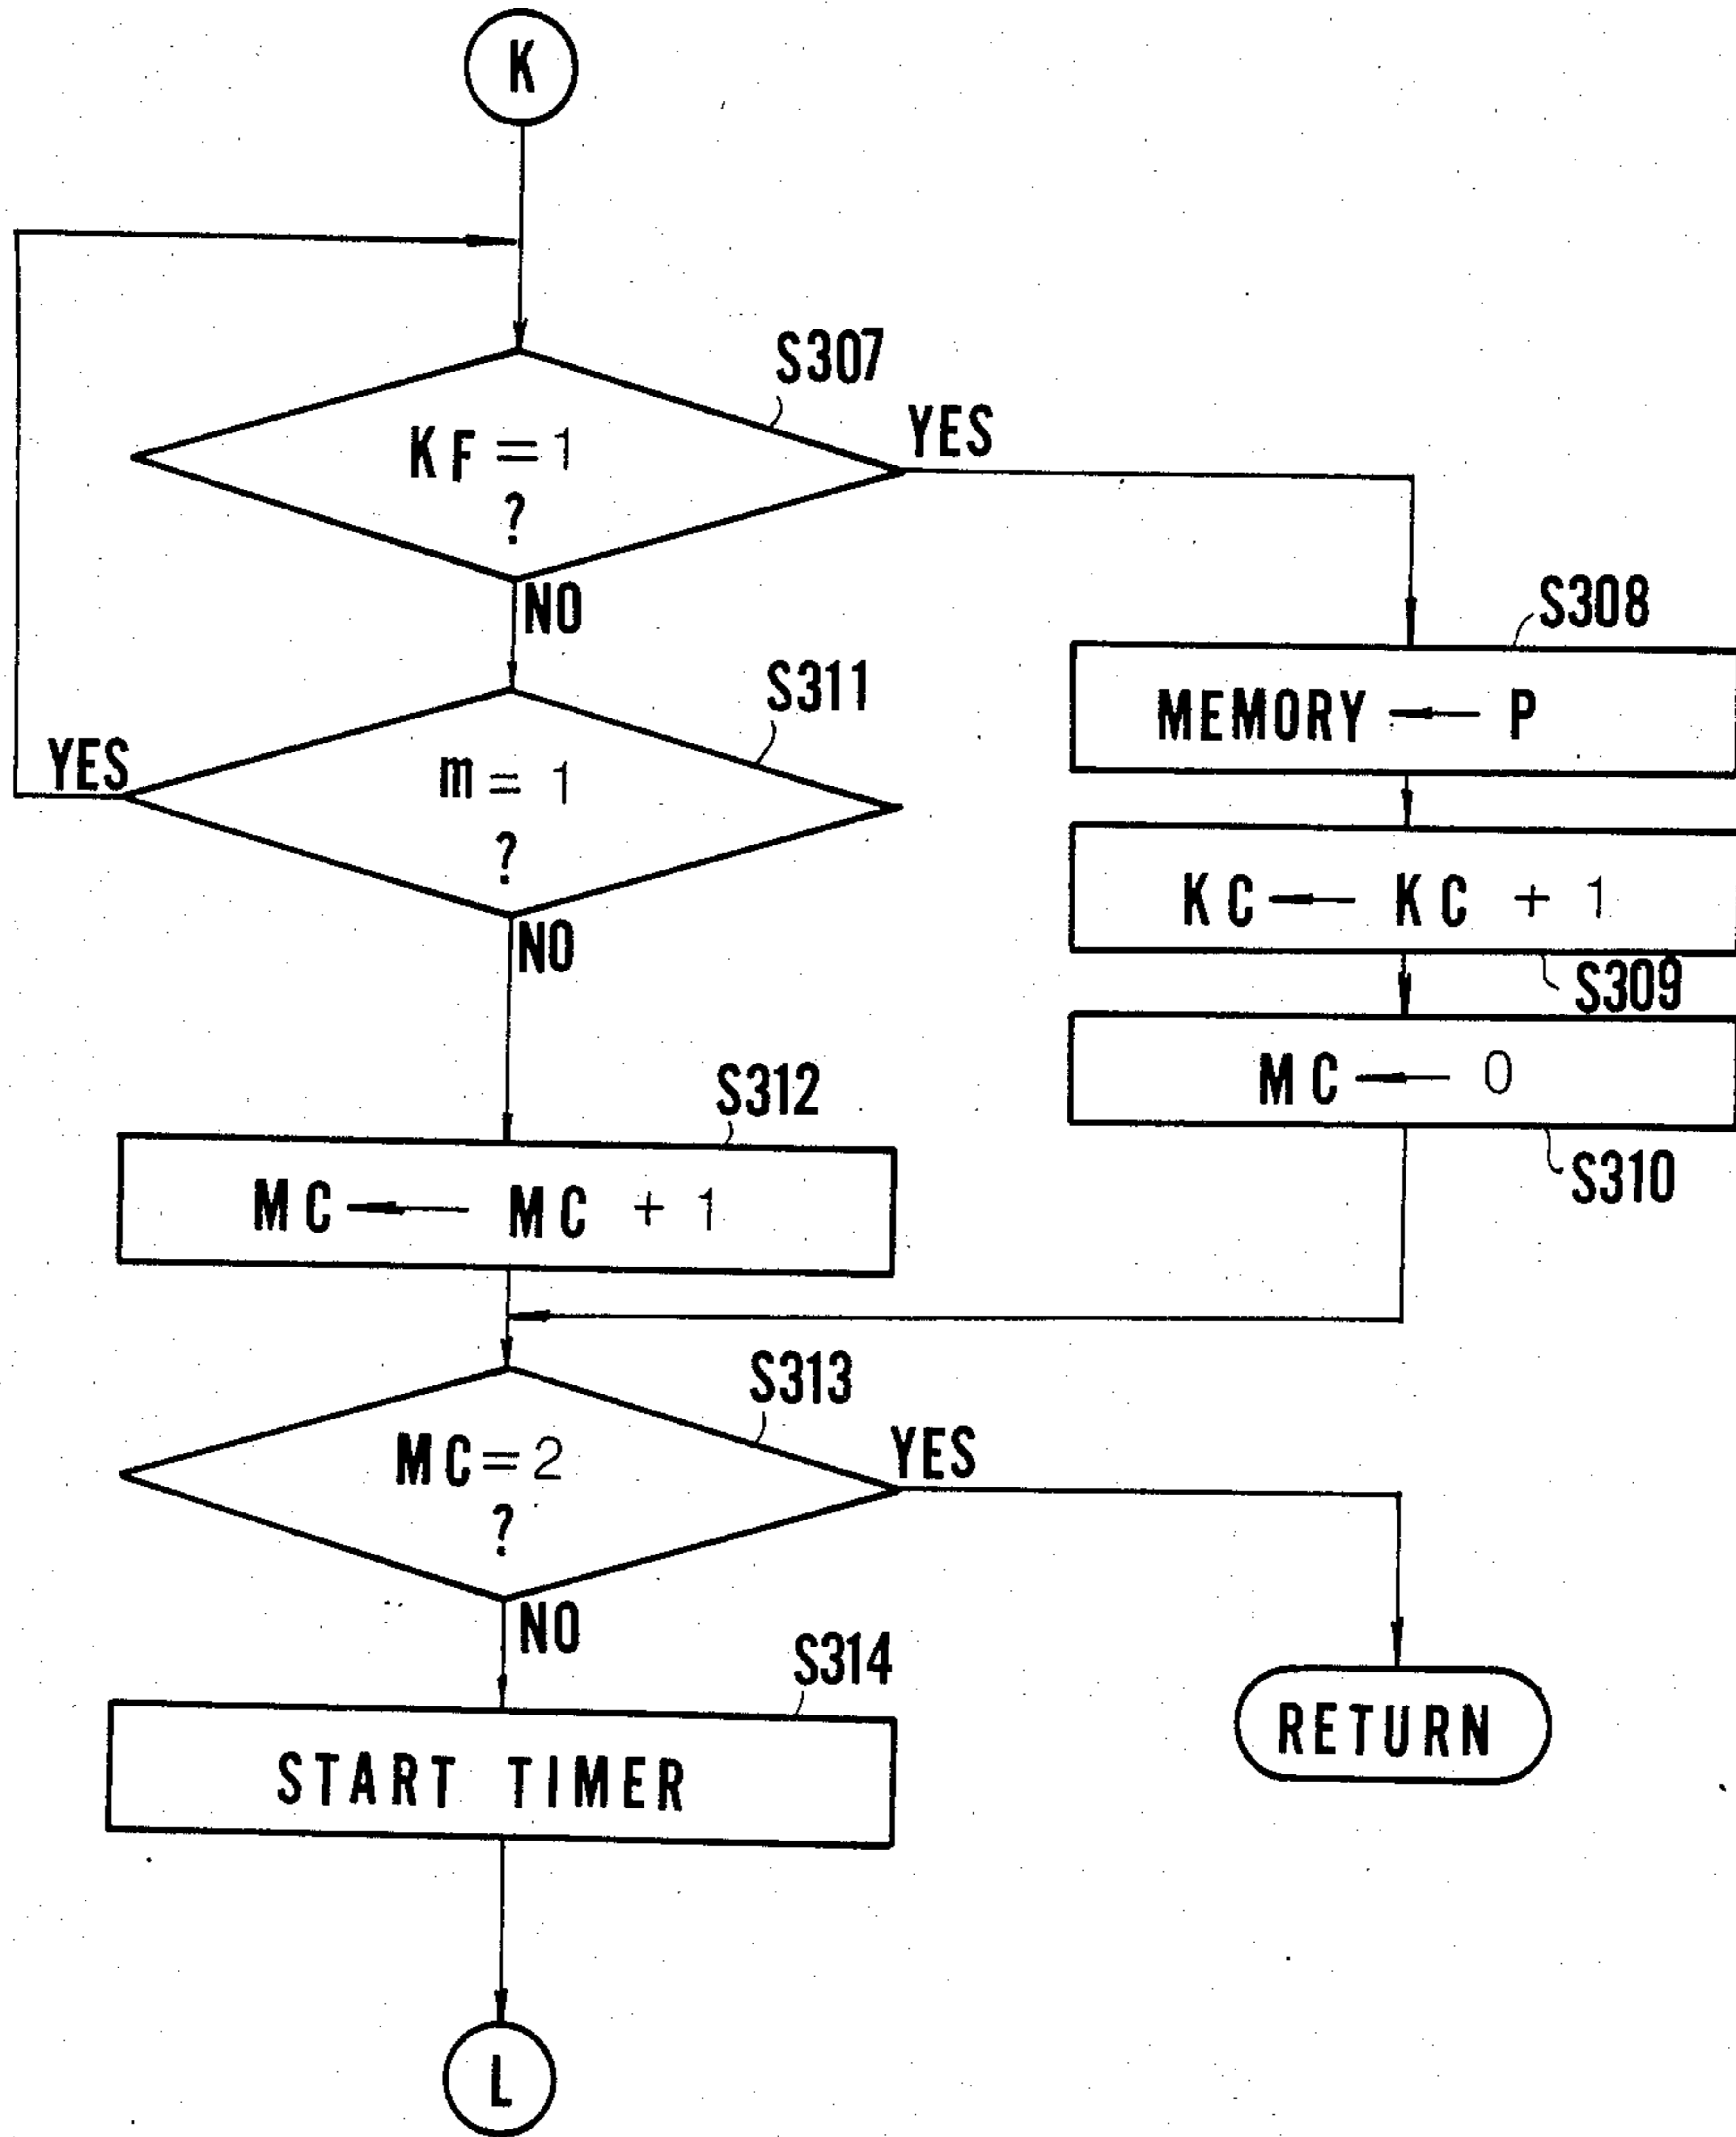 K
S307
KF=1
?
YES
NO
S308
MEMORY ← P
S311
m=1
?
YES
NO
KC ← KC + 1
S309
MC ← 0
S310
S312
MC ← MC + 1
S313
MC=2
?
YES
NO
S314
START TIMER
RETURN
L